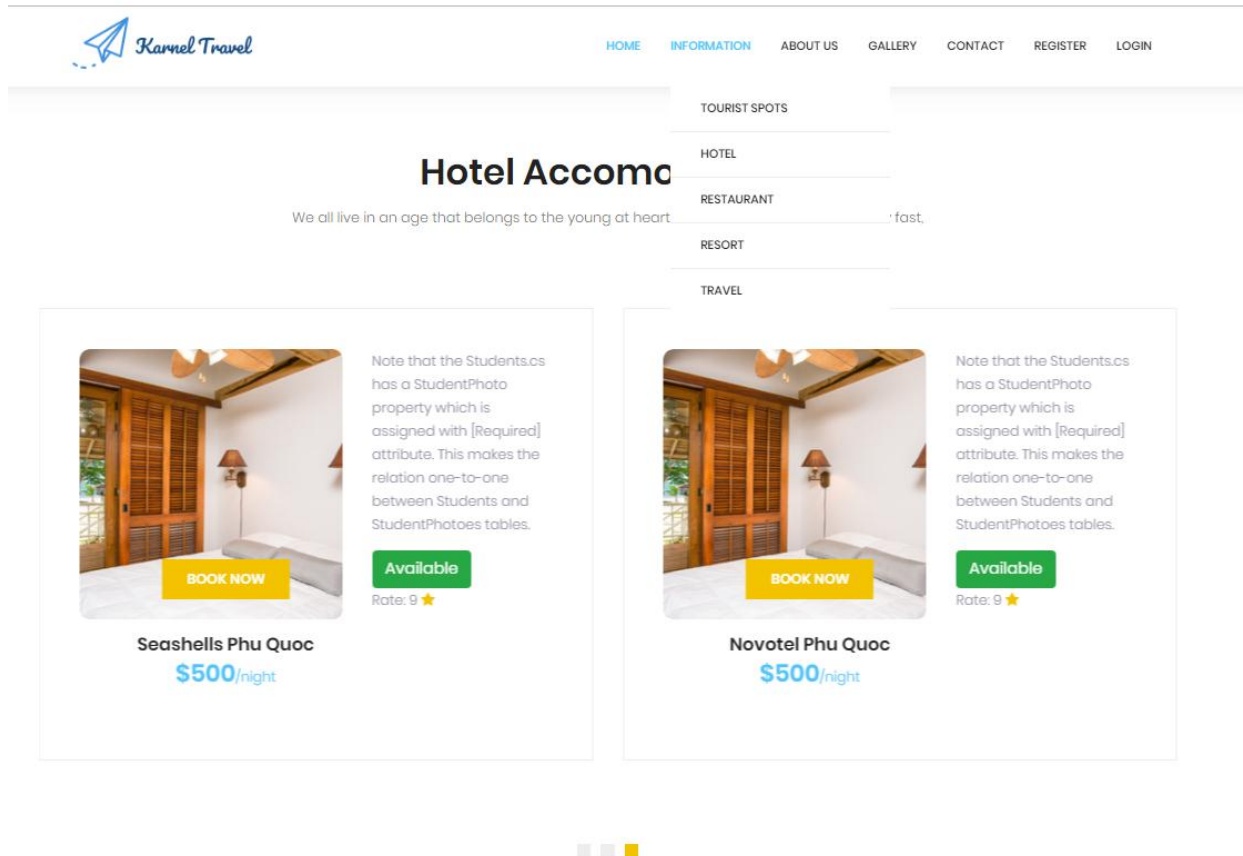 Karnel Travel
HOME INFORMATION ABOUT US GALLERY CONTACT REGISTER LOGIN
TOURIST SPOTS
HOTEL
RESTAURANT
RESORT
TRAVEL
Hotel Accomo
We all live in an age that belongs to the young at heart
fast,
Note that the Students.cs
has a StudentPhoto
property which is
assigned with [Required]
attribute. This makes the
relation one-to-one
between Students and
StudentPhotoes tables.
BOOK NOW
Available
Rate: 9
Seashells Phu Quoc
$500/night
Note that the Students.cs
has a StudentPhoto
property which is
assigned with [Required]
attribute. This makes the
relation one-to-one
between Students and
StudentPhotoes tables.
BOOK NOW
Available
Rate: 9
Novotel Phu Quoc
$500/night